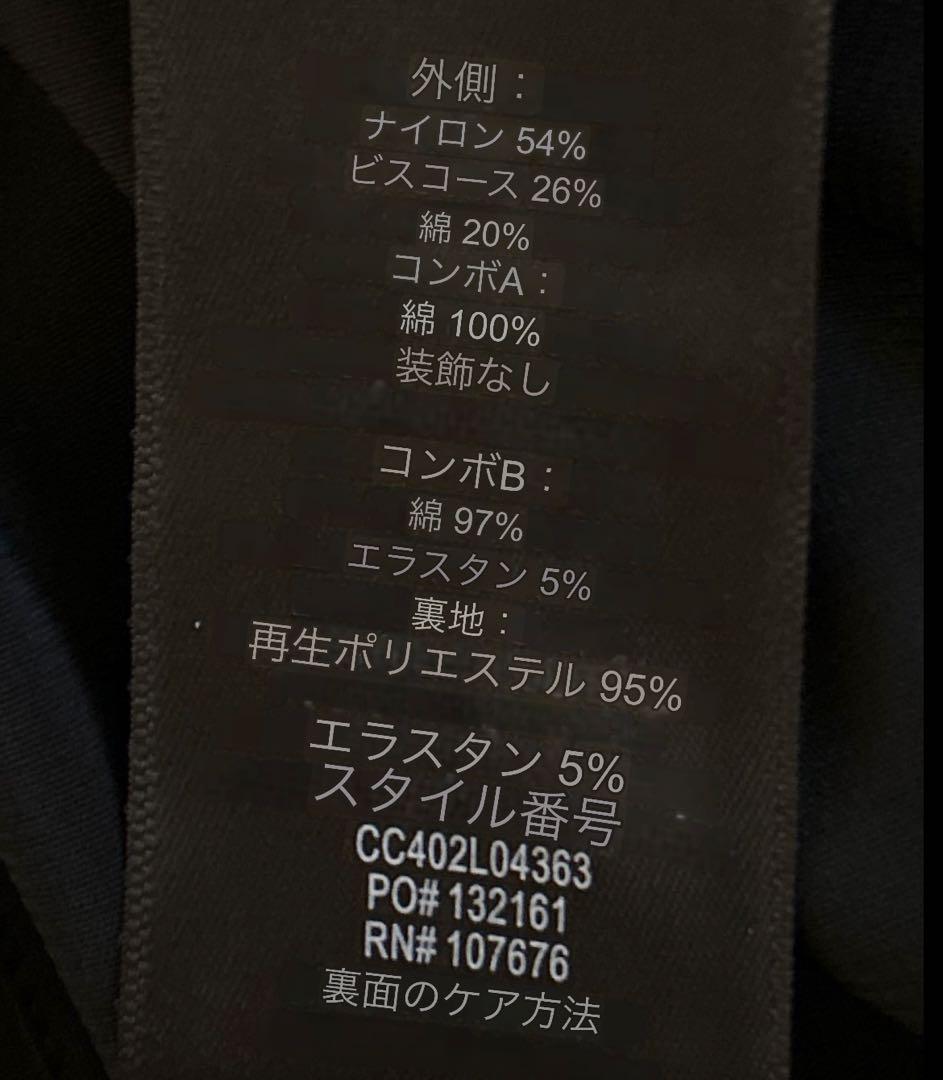 外側：
ナイロン 54%
ビスコース 26%
綿 20%
コンボA：
綿 100%
装飾なし
コンボB：
綿 97%
エラスタン 5%
裏地：
再生ポリエステル 95%
エラスタン 5%
スタイル番号
CC402L04363
PO# 132161
RN# 107676
裏面のケア方法